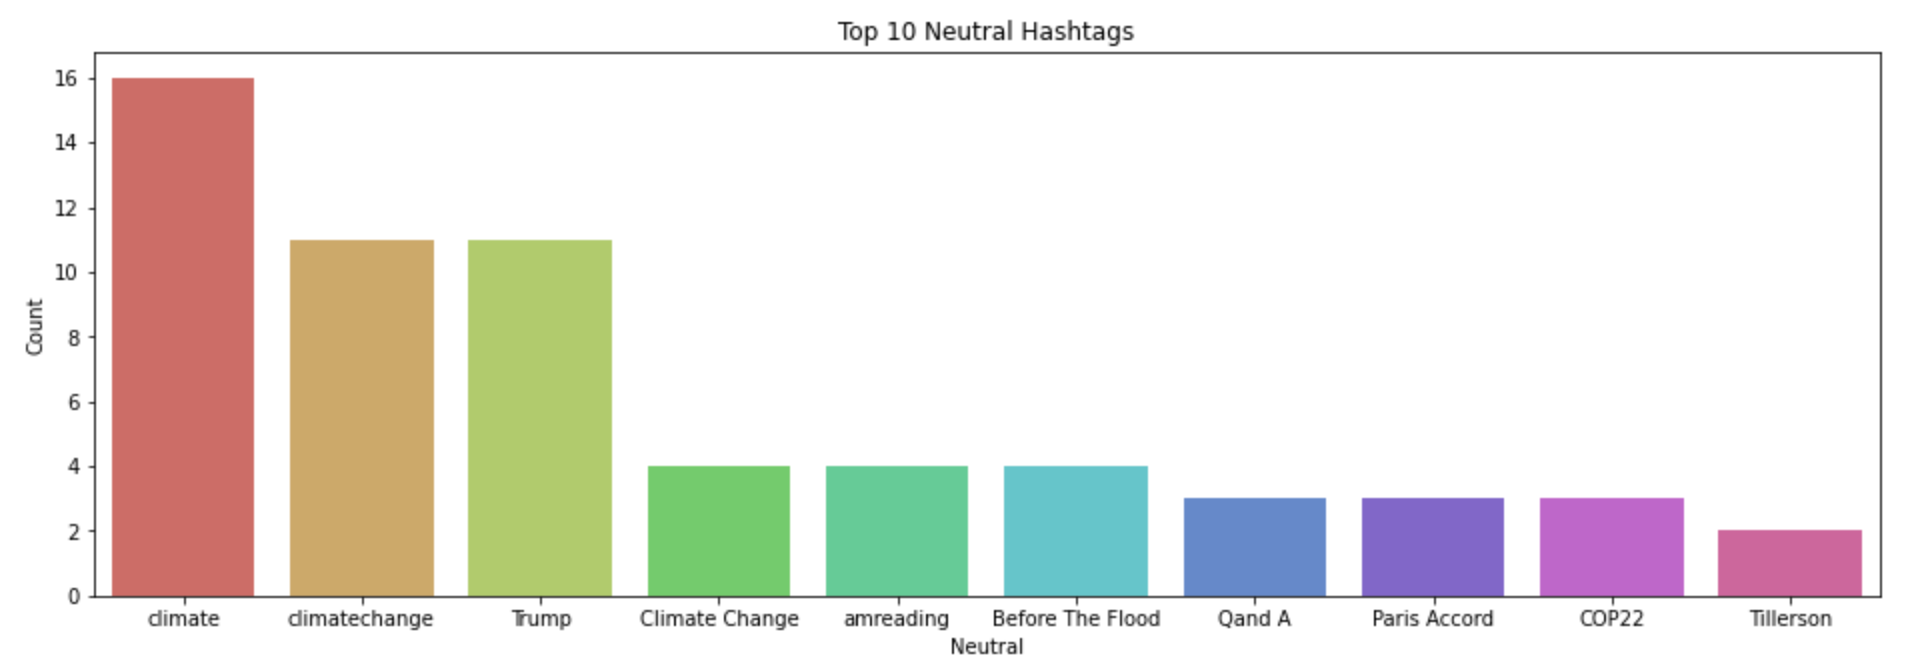 Top 10 Neutral Hashtags
16
14
12
10
8
6
4
2
0
Count
climate climatechange Trump Climate Change amreading Before The Flood Qand A Paris Accord COP22 Tillerson
Neutral